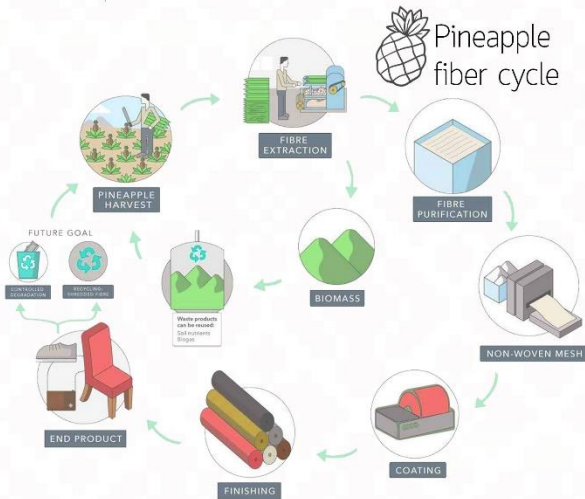 Pineapple
fiber cycle
FIBRE
EXTRACTION
PINEAPPLE
HARVEST
FIBRE
PURIFICATION
FUTURE GOAL
CONTROLLED
DEGRADATION
RECYCLING-
SHREDDED FIBRE
BIOMASS
Waste products
can be reused:
Soil nutrients
Biogas
NON-WOVEN MESH
END PRODUCT
COATING
FINISHING